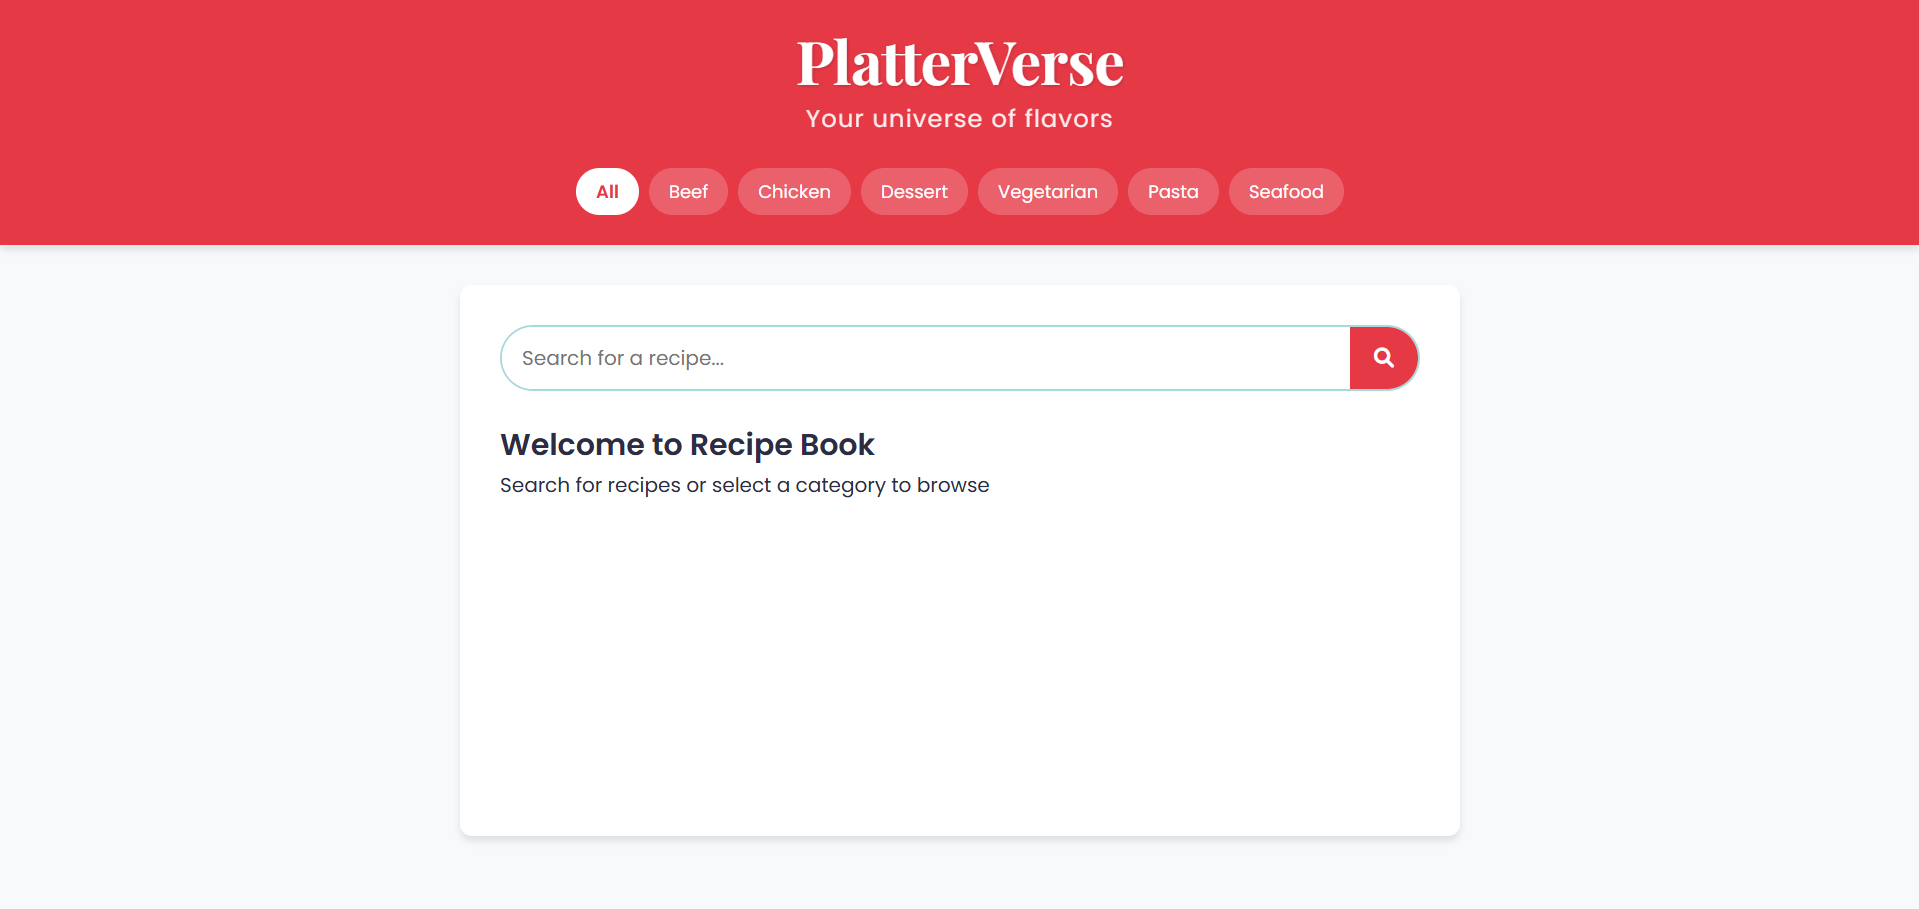 PlatterVerse
Your universe of flavors
All Beef Chicken Dessert Vegetarian Pasta Seafood
Search for a recipe...
Welcome to Recipe Book
Search for recipes or select a category to browse